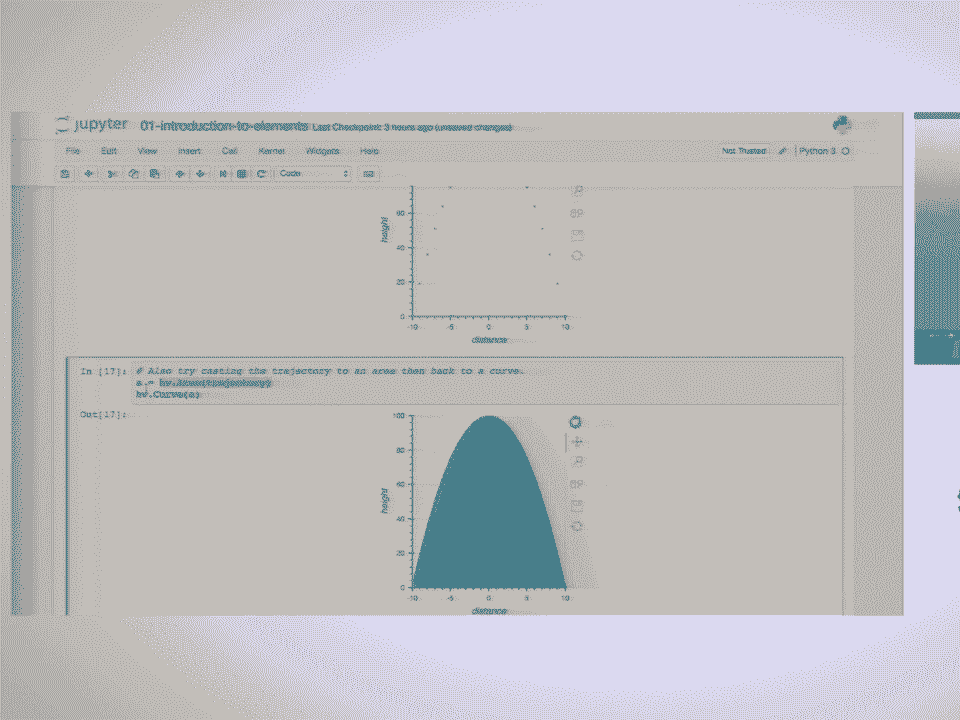 jupyter 01-introduction-to-elements Last Checkpoint: 3 hours ago (unsaved changes)
File Edit View Insert Cell Kernel Widgets Help Not Trusted Python 3 O
Code
height
60
40
20
0
-10 -5 0 5 10
distance
In [17]: # Also try casting the trajectory to an area then back to a curve.
a = hv.Area(trajectory)
hv.Curve(a)
Out[17]:
height
100
80
60
40
20
0
-10 -5 0 5 10
distance